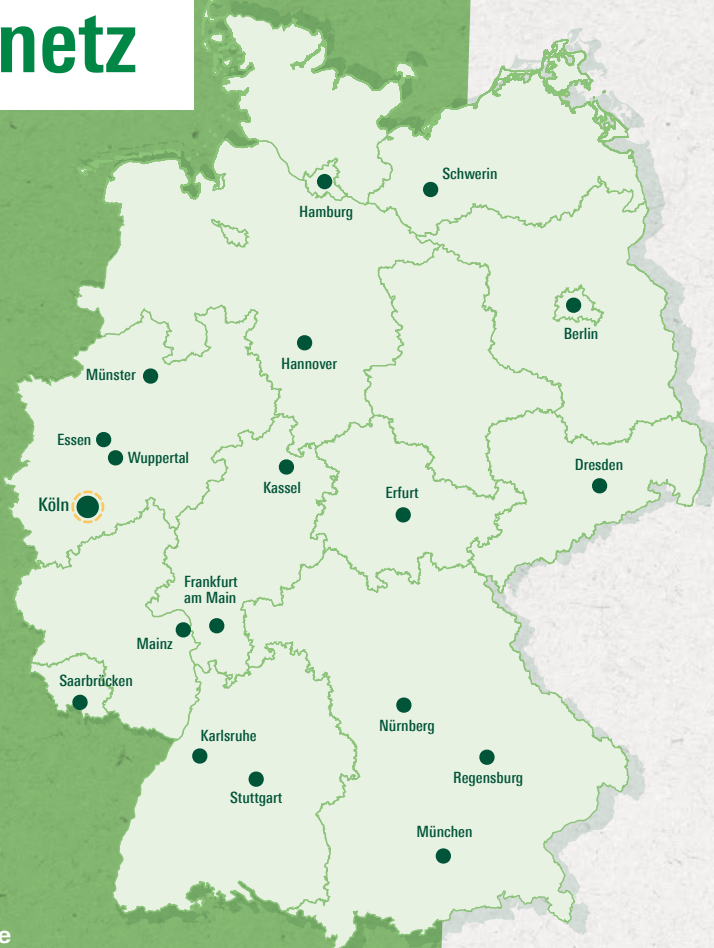 netz
Schwerin
Hamburg
Berlin
Hannover
Münster
Essen
Wuppertal
Kassel
Dresden
Erfurt
Köln
Frankfurt
am Main
Mainz
Saarbrücken
Nürnberg
Karlsruhe
Regensburg
Stuttgart
München
e